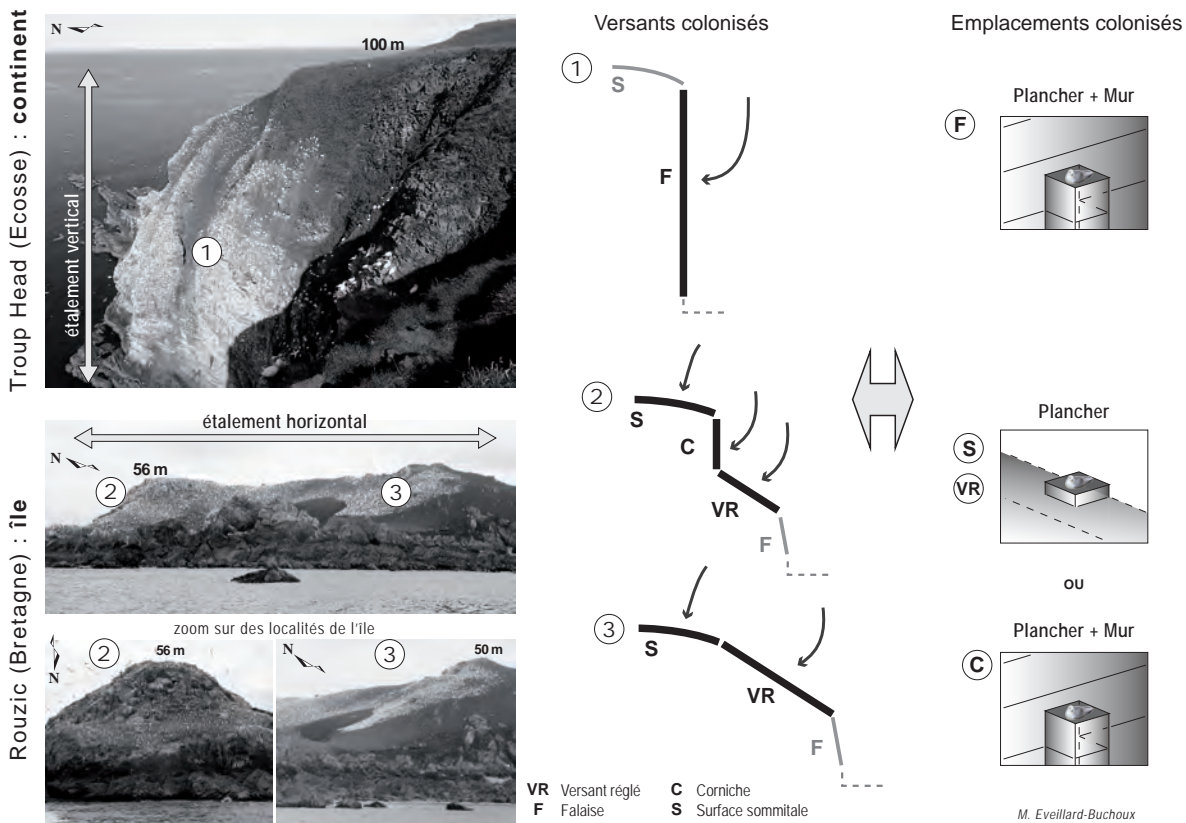 Troup Head (Ecosse) : continent
N
100 m
étalement vertical
1
Rouzic (Bretagne) : île
étalement horizontal
N
56 m
2
3
zoom sur des localités de l'île
N
2
56 m
N
3
50 m
Versants colonisés
1
S
F
2
S
C
VR
F
3
S
VR
F
VR Versant réglé
F Falaise
C Corniche
S Surface sommitale
Emplacements colonisés
Plancher + Mur
F
Plancher
S
VR
OU
Plancher + Mur
C
M. Eveillard-Buchoux